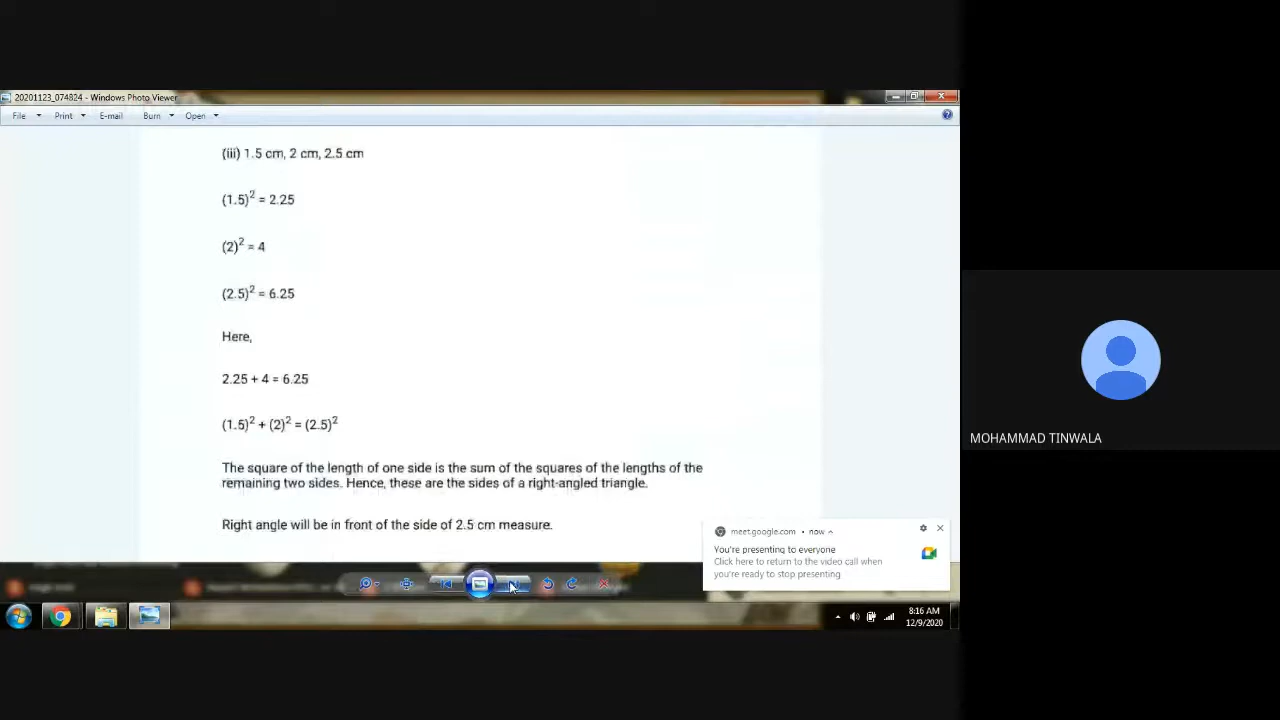 20201123_074824 - Windows Photo Viewer
File Print E-mail Burn Open
(iii) 1.5 cm, 2 cm, 2.5 cm
(1.5)² = 2.25
(2)² = 4
(2.5)² = 6.25
Here,
2.25 + 4 = 6.25
(1.5)² + (2)² = (2.5)²
The square of the length of one side is the sum of the squares of the lengths of the
remaining two sides. Hence, these are the sides of a right-angled triangle.
Right angle will be in front of the side of 2.5 cm measure.
MOHAMMAD TINWALA
meet.google.com • now
You're presenting to everyone
Click here to return to the video call when
you're ready to stop presenting
8:16 AM
12/9/2020